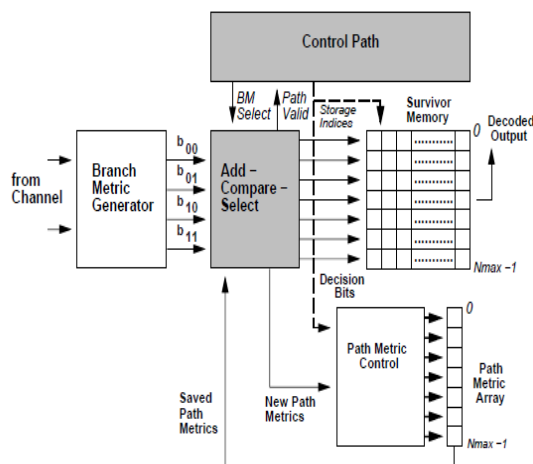 Control Path
BM
Select
Path
Valid
Storage
Indices
Survivor
Memory
Decoded
Output
from
Channel
Branch
Metric
Generator
b00
b01
b10
b11
Add –
Compare –
Select
0
............
............
............
............
............
............
............
Nmax –1
Decision
Bits
Saved
Path
Metrics
New Path
Metrics
Path Metric
Control
0
Path
Metric
Array
Nmax –1